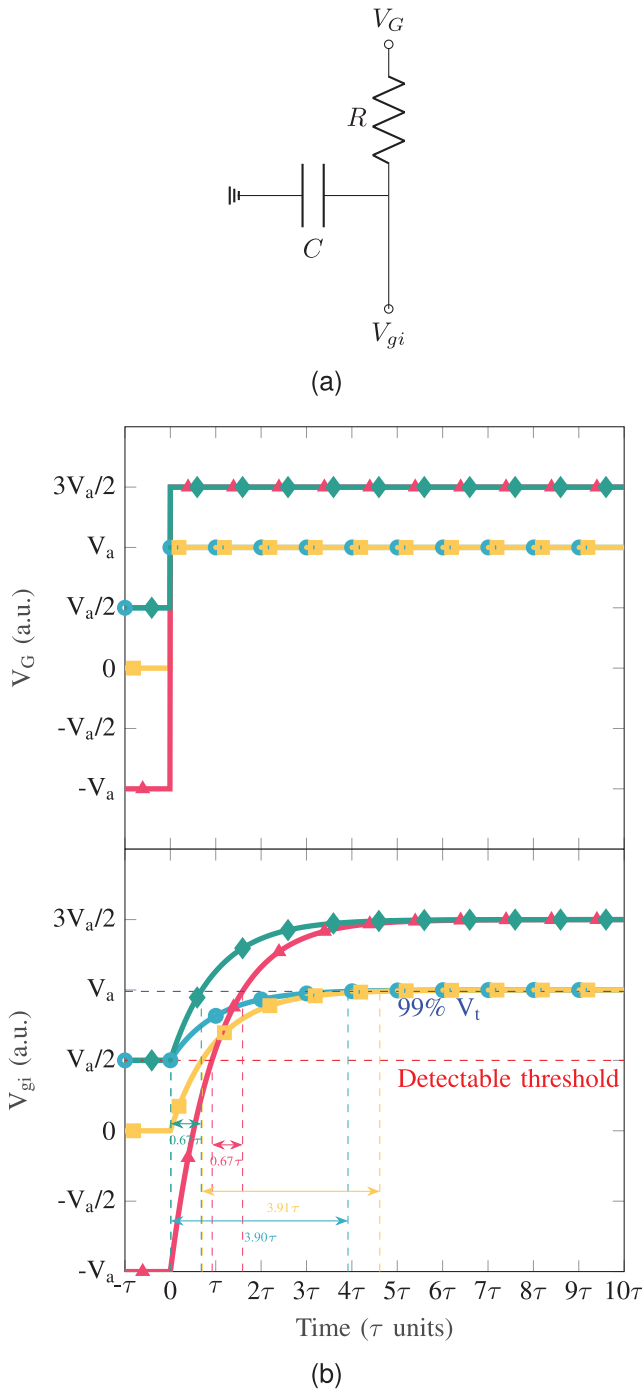 V_G
R
C
V_gi
(a)
3V_a/2
V_a
V_a/2
0
-V_a/2
-V_a
V_G (a.u.)
3V_a/2
V_a
V_a/2
0
-V_a/2
-V_a
V_gi (a.u.)
99% V_t
Detectable threshold
0.67τ
0.67τ
3.91τ
3.90τ
-τ 0 τ 2τ 3τ 4τ 5τ 6τ 7τ 8τ 9τ 10τ
Time (τ units)
(b)